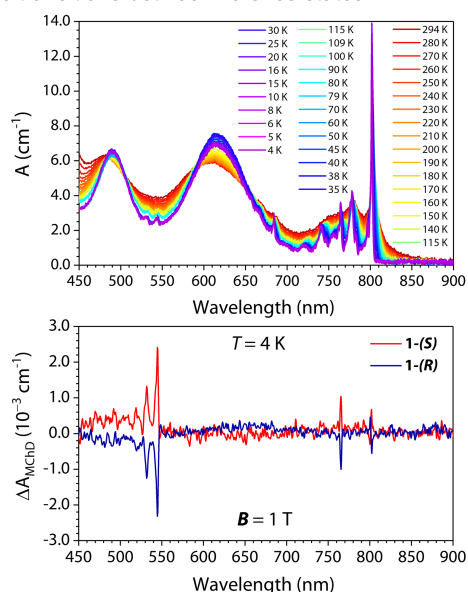 14.0
12.0
10.0
8.0
6.0
4.0
2.0
0.0
A (cm⁻¹)
30 K 115 K 294 K
25 K 109 K 280 K
20 K 100 K 270 K
16 K 90 K 260 K
15 K 80 K 250 K
10 K 79 K 240 K
8 K 70 K 230 K
6 K 60 K 220 K
5 K 50 K 210 K
4 K 45 K 200 K
40 K 190 K
38 K 180 K
35 K 170 K
160 K
150 K
140 K
115 K
450 500 550 600 650 700 750 800 850 900
Wavelength (nm)
3.0
2.0
1.0
0.0
-1.0
-2.0
-3.0
ΔA_MChD (10⁻³ cm⁻¹)
T = 4 K
1-(S)
1-(R)
B = 1 T
450 500 550 600 650 700 750 800 850 900
Wavelength (nm)